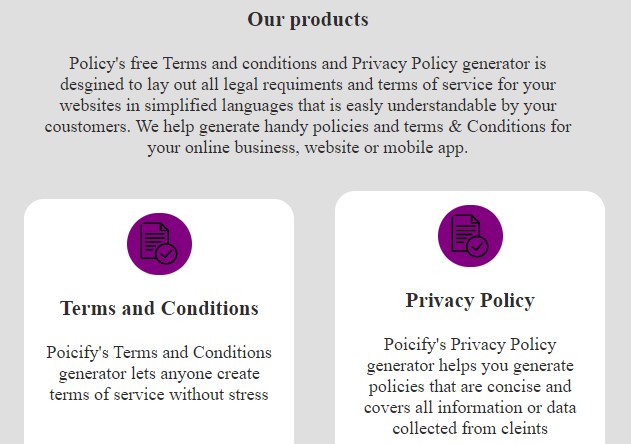 Our products
Policy's free Terms and conditions and Privacy Policy generator is
desgined to lay out all legal requiments and terms of service for your
websites in simplified languages that is easly understandable by your
coustomers. We help generate handy policies and terms & Conditions for
your online business, website or mobile app.
Terms and Conditions
Poicify's Terms and Conditions
generator lets anyone create
terms of service without stress
Privacy Policy
Poicify's Privacy Policy
generator helps you generate
policies that are concise and
covers all information or data
collected from cleints